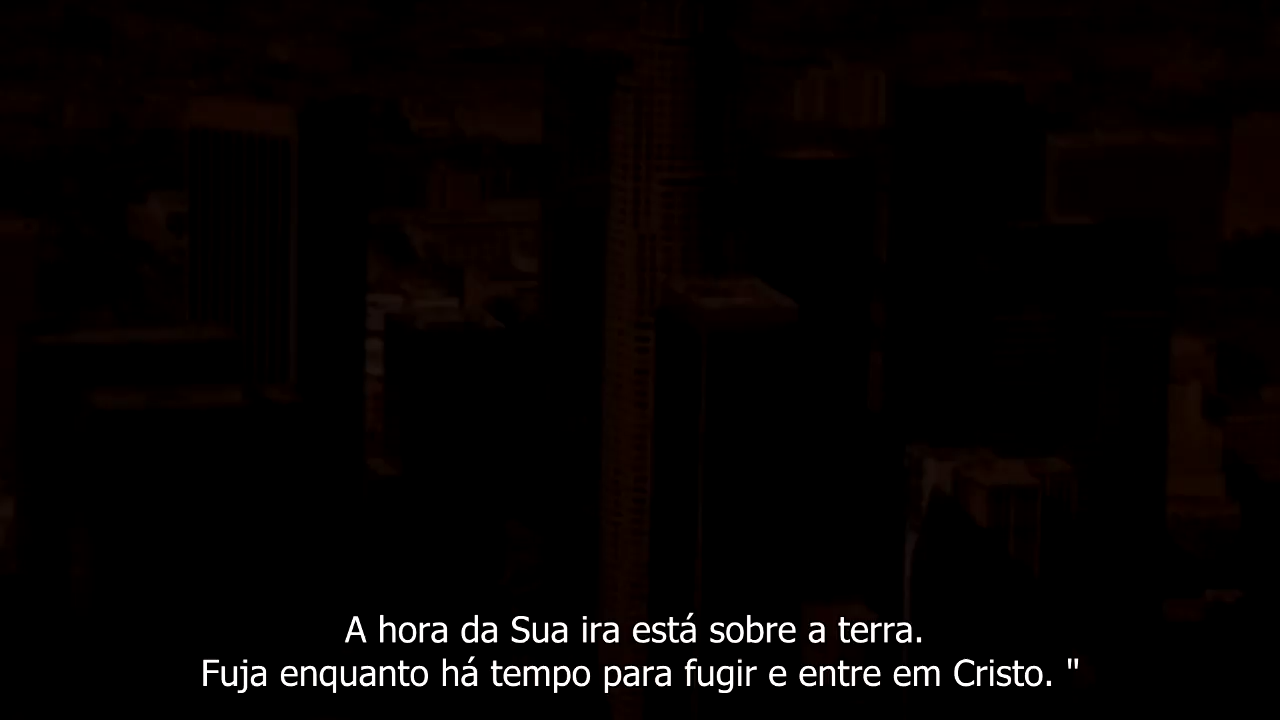 A hora da Sua ira está sobre a terra.
Fuja enquanto há tempo para fugir e entre em Cristo. "